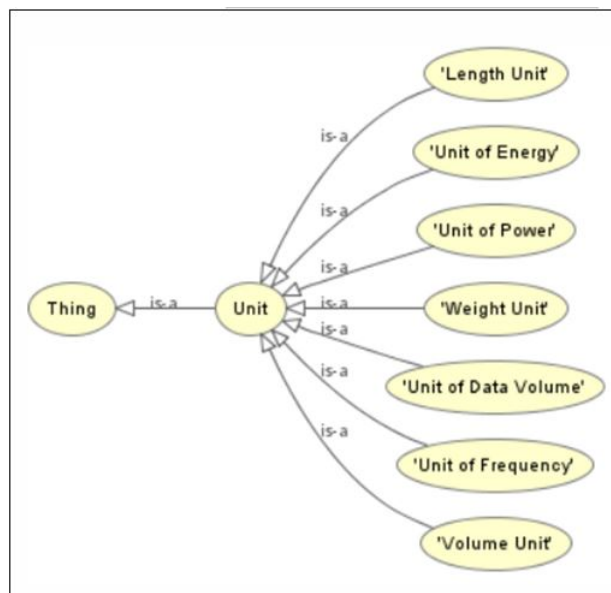 'Length Unit'
is-a
'Unit of Energy'
is-a
'Unit of Power'
is-a
Thing
is-a
Unit
is-a
'Weight Unit'
is-a
'Unit of Data Volume'
is-a
'Unit of Frequency'
is-a
'Volume Unit'